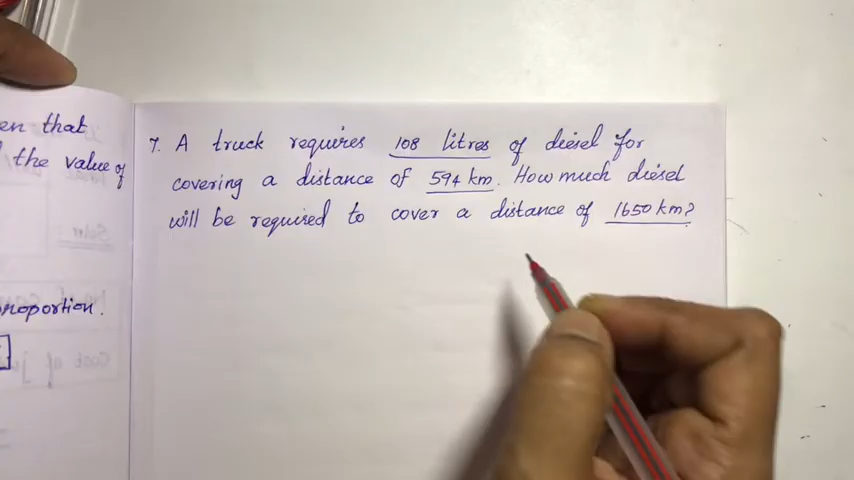 en that
the value of
noportion.
7. A truck requires 108 litres of diesel for
covering a distance of 594 km. How much diesel
will be required to cover a distance of 1650 km?